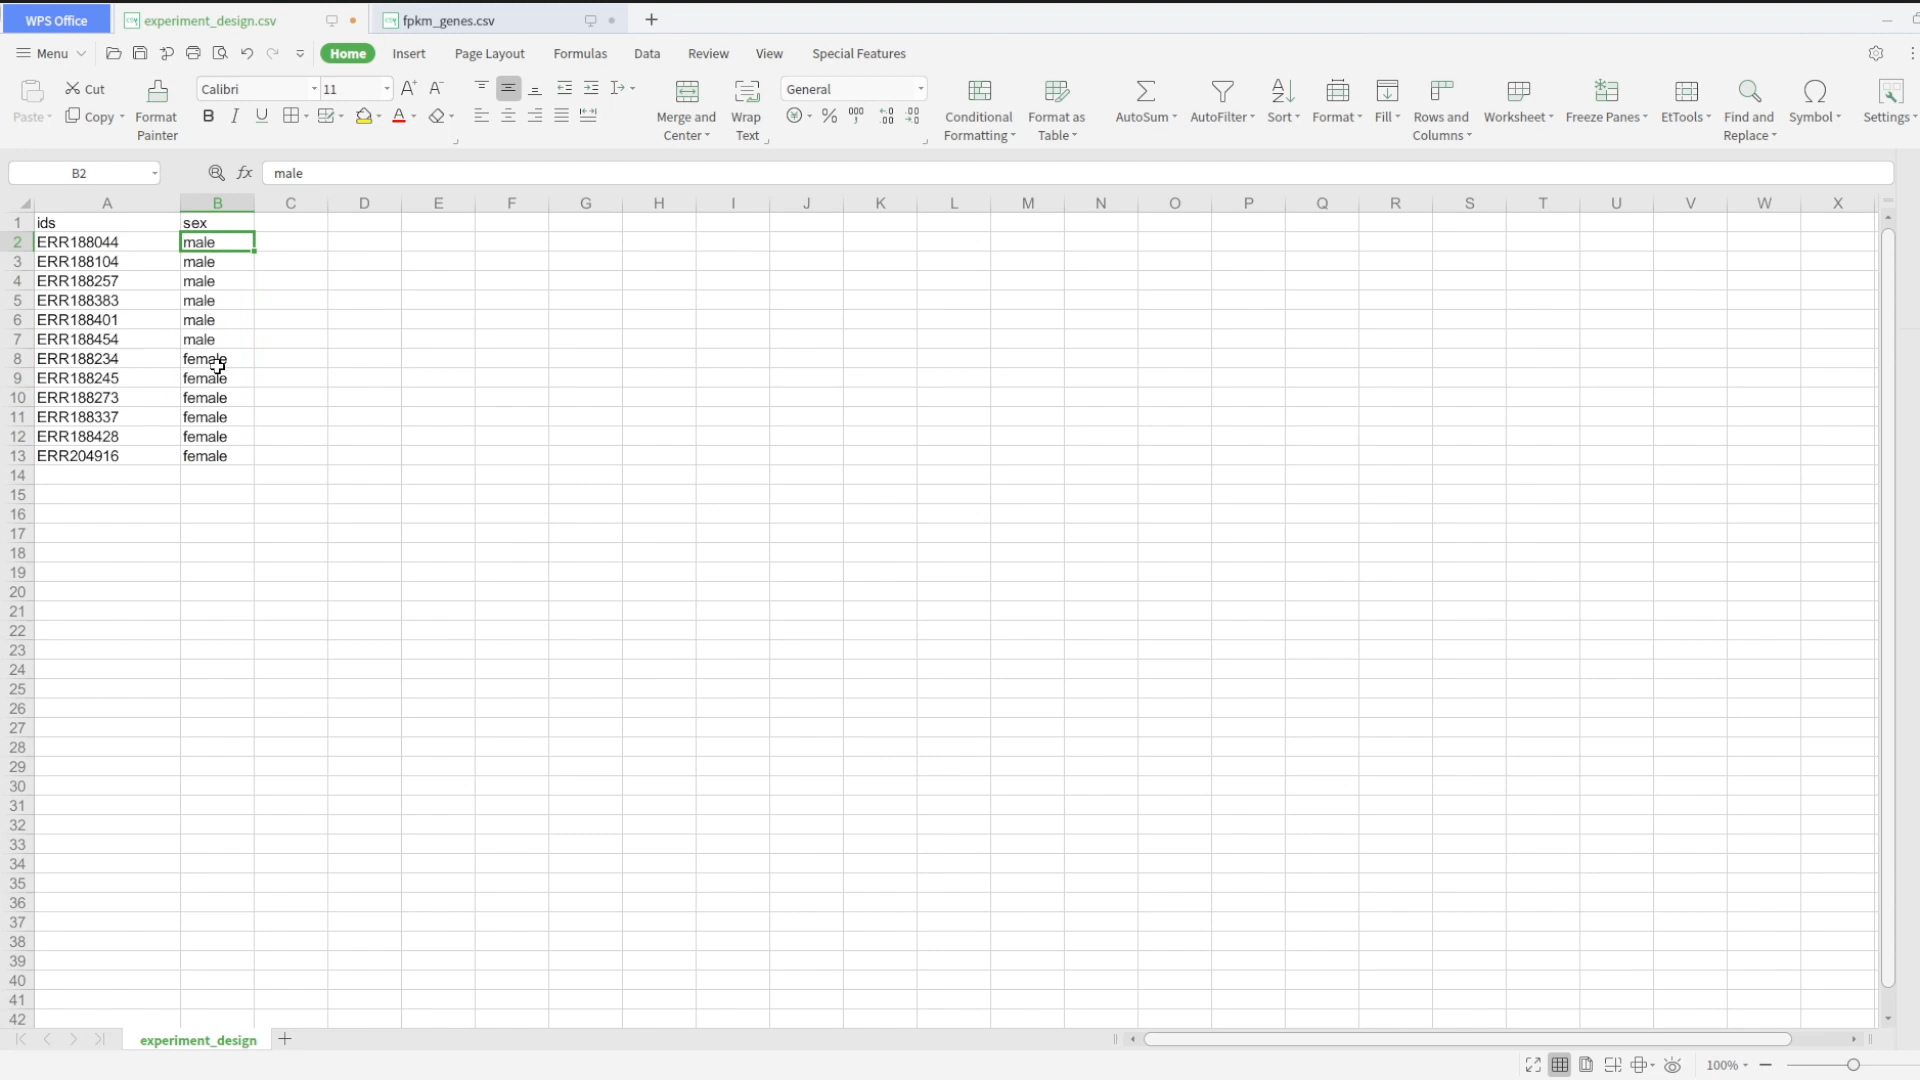 WPS Office experiment_design.csv fpkm_genes.csv
Menu Home Insert Page Layout Formulas Data Review View Special Features
Paste Cut Copy Format Painter Calibri 11 Merge and Center Wrap Text General Conditional Formatting Format as Table AutoSum AutoFilter Sort Format Fill Rows and Columns Worksheet Freeze Panes EtTools Find and Replace Symbol Settings
B2 fx male
A B C D E F G H I J K L M N O P Q R S T U V W X
1 ids sex
2 ERR188044 male
3 ERR188104 male
4 ERR188257 male
5 ERR188383 male
6 ERR188401 male
7 ERR188454 male
8 ERR188234 female
9 ERR188245 female
10 ERR188273 female
11 ERR188337 female
12 ERR188428 female
13 ERR204916 female
14
15
16
17
18
19
20
21
22
23
24
25
26
27
28
29
30
31
32
33
34
35
36
37
38
39
40
41
42
experiment_design
100%